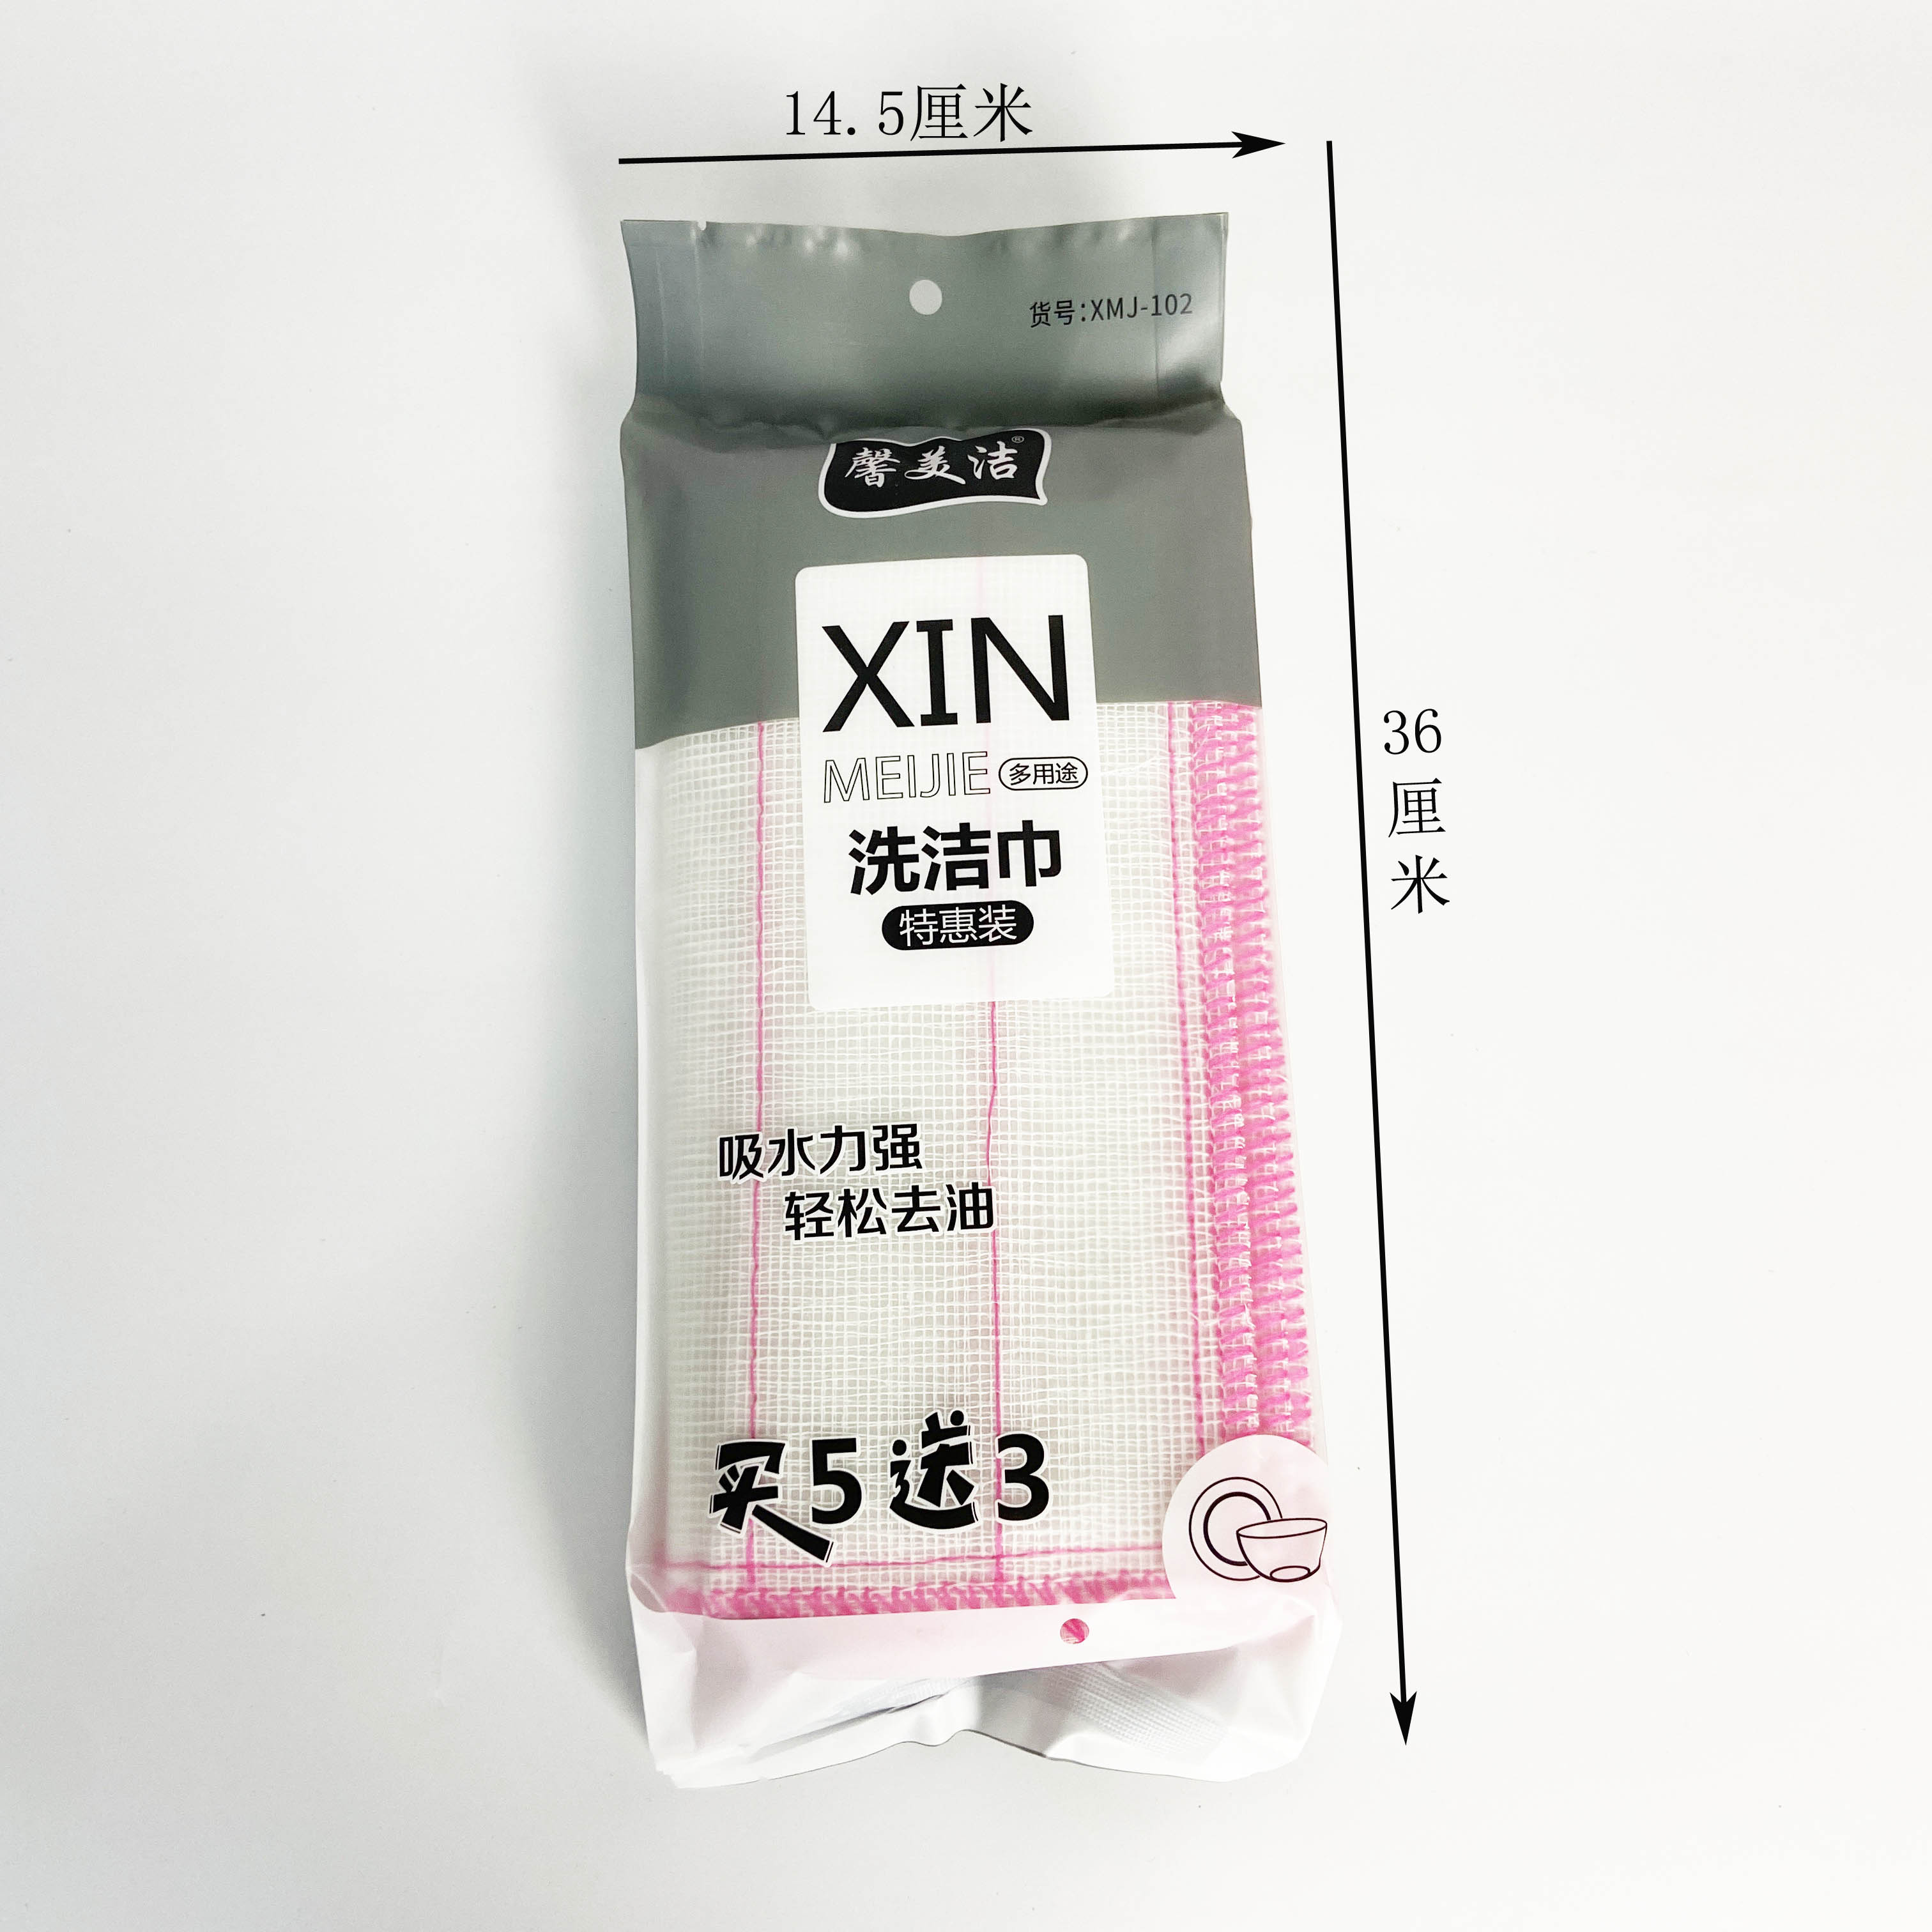 14.5厘米
货号:XMJ-102
馨美洁®
XIN
MEIJIE 多用途
洗洁巾
特惠装
吸水力强
轻松去油
买5送3
36
厘
米